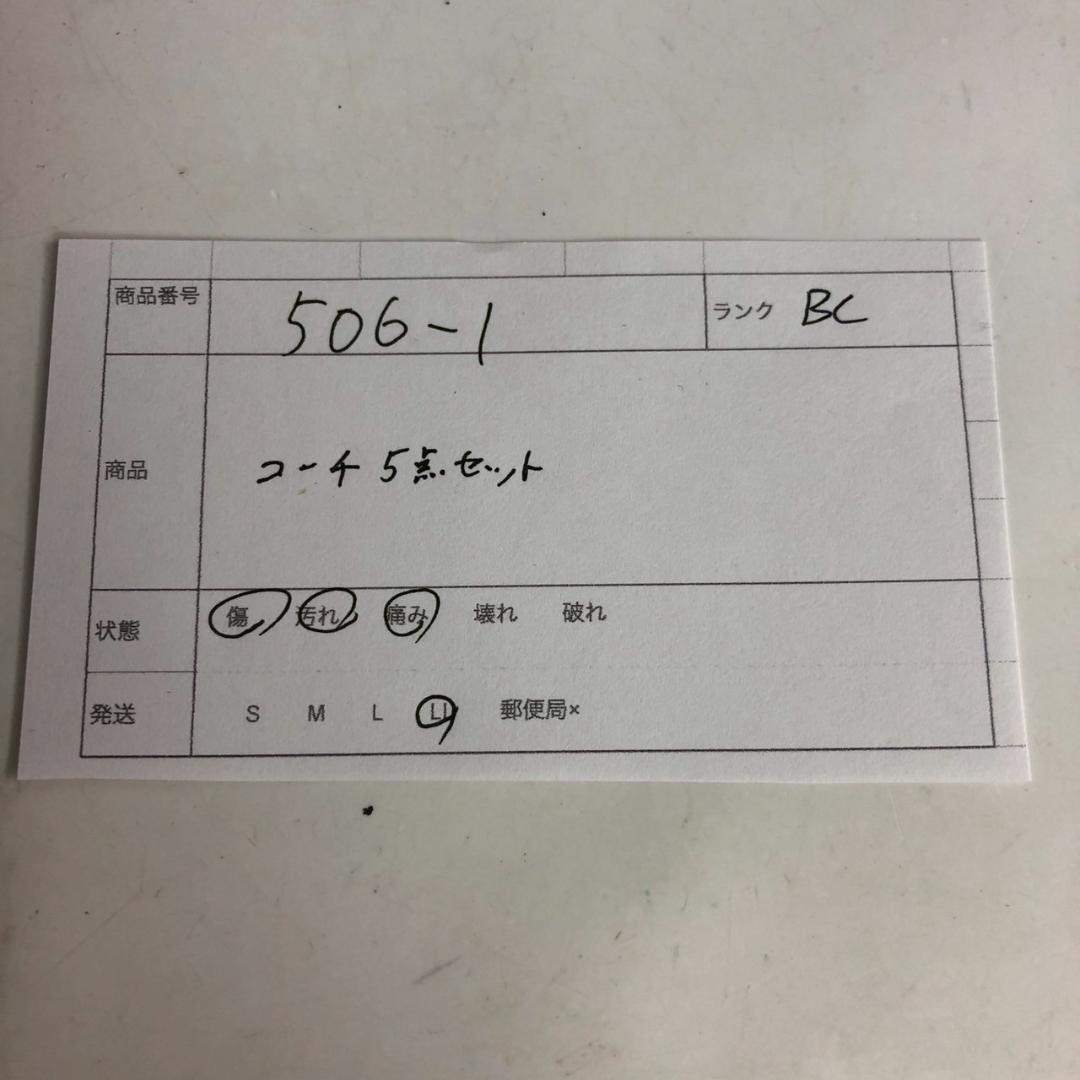 商品番号 506-1 ランク BC
商品 コーチ 5点セット
状態 傷 汚れ 痛み 壊れ 破れ
発送 S M L LL 郵便局×